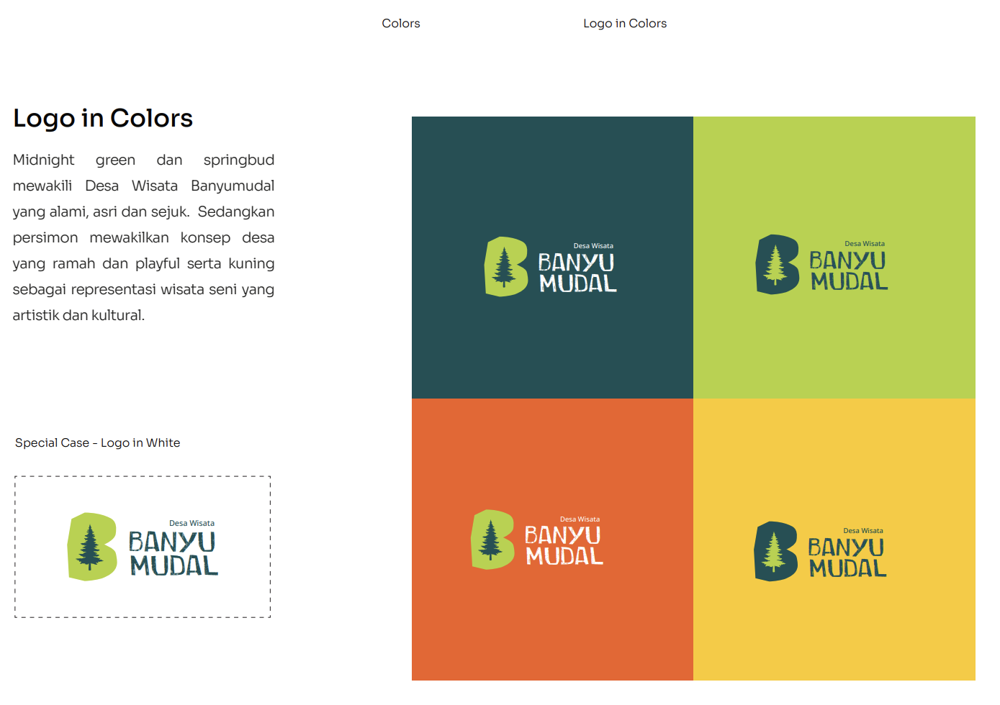 Colors
Logo in Colors
Logo in Colors
Midnight green dan springbud
mewakili Desa Wisata Banyumudal
yang alami, asri dan sejuk. Sedangkan
persimon mewakilkan konsep desa
yang ramah dan playful serta kuning
sebagai representasi wisata seni yang
artistik dan kultural.
Special Case - Logo in White
Desa Wisata
BANYU
MUDAL
Desa Wisata
BANYU
MUDAL
Desa Wisata
BANYU
MUDAL
Desa Wisata
BANYU
MUDAL
Desa Wisata
BANYU
MUDAL